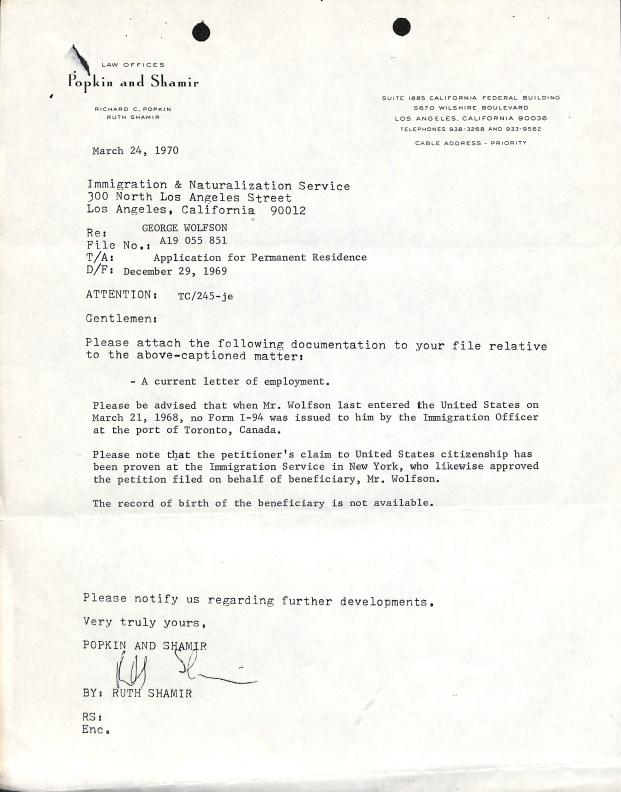 LAW OFFICES
Popkin and Shamir
RICHARD C. POPKIN
RUTH SHAMIR
SUITE 1885 CALIFORNIA FEDERAL BUILDING
5670 WILSHIRE BOULEVARD
LOS ANGELES, CALIFORNIA 90036
TELEPHONES 938-3268 AND 933-9562
CABLE ADDRESS - PRIORITY
March 24, 1970
Immigration & Naturalization Service
300 North Los Angeles Street
Los Angeles, California 90012
Re: GEORGE WOLFSON
File No.: A19 055 851
T/A: Application for Permanent Residence
D/F: December 29, 1969
ATTENTION: TC/245-je
Gentlemen:
Please attach the following documentation to your file relative
to the above-captioned matter:
- A current letter of employment.
Please be advised that when Mr. Wolfson last entered the United States on
March 21, 1968, no Form I-94 was issued to him by the Immigration Officer
at the port of Toronto, Canada.
Please note that the petitioner's claim to United States citizenship has
been proven at the Immigration Service in New York, who likewise approved
the petition filed on behalf of beneficiary, Mr. Wolfson.
The record of birth of the beneficiary is not available.
Please notify us regarding further developments.
Very truly yours,
POPKIN AND SHAMIR
BY: RUTH SHAMIR
RS:
Enc.